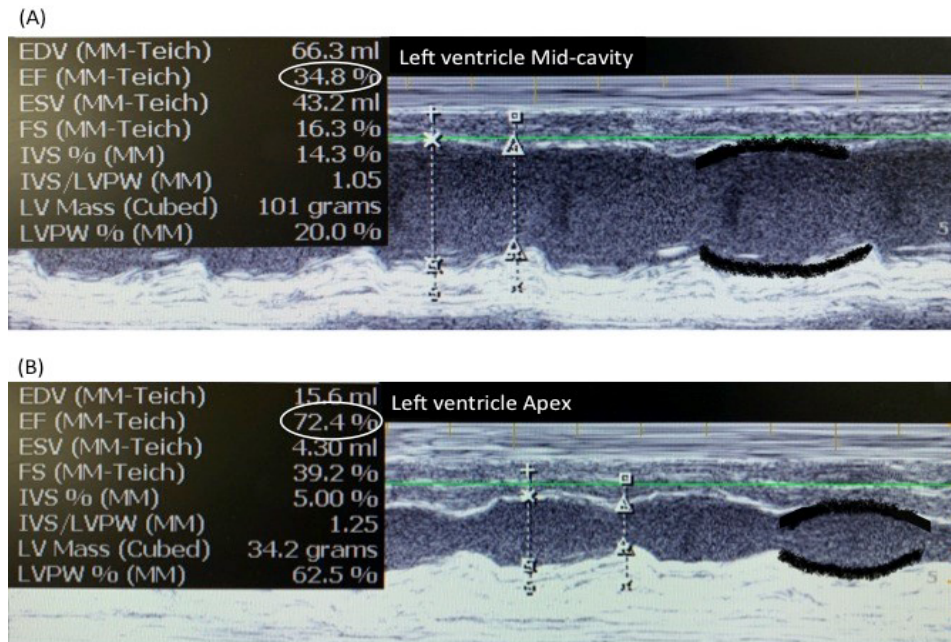 (A)
EDV (MM-Teich) 66.3 ml
EF (MM-Teich) 34.8 %
ESV (MM-Teich) 43.2 ml
FS (MM-Teich) 16.3 %
IVS % (MM) 14.3 %
IVS/LVPW (MM) 1.05
LV Mass (Cubed) 101 grams
LVPW % (MM) 20.0 %
Left ventricle Mid-cavity
5
(B)
EDV (MM-Teich) 15.6 ml
EF (MM-Teich) 72.4 %
ESV (MM-Teich) 4.30 ml
FS (MM-Teich) 39.2 %
IVS % (MM) 5.00 %
IVS/LVPW (MM) 1.25
LV Mass (Cubed) 34.2 grams
LVPW % (MM) 62.5 %
Left ventricle Apex
5